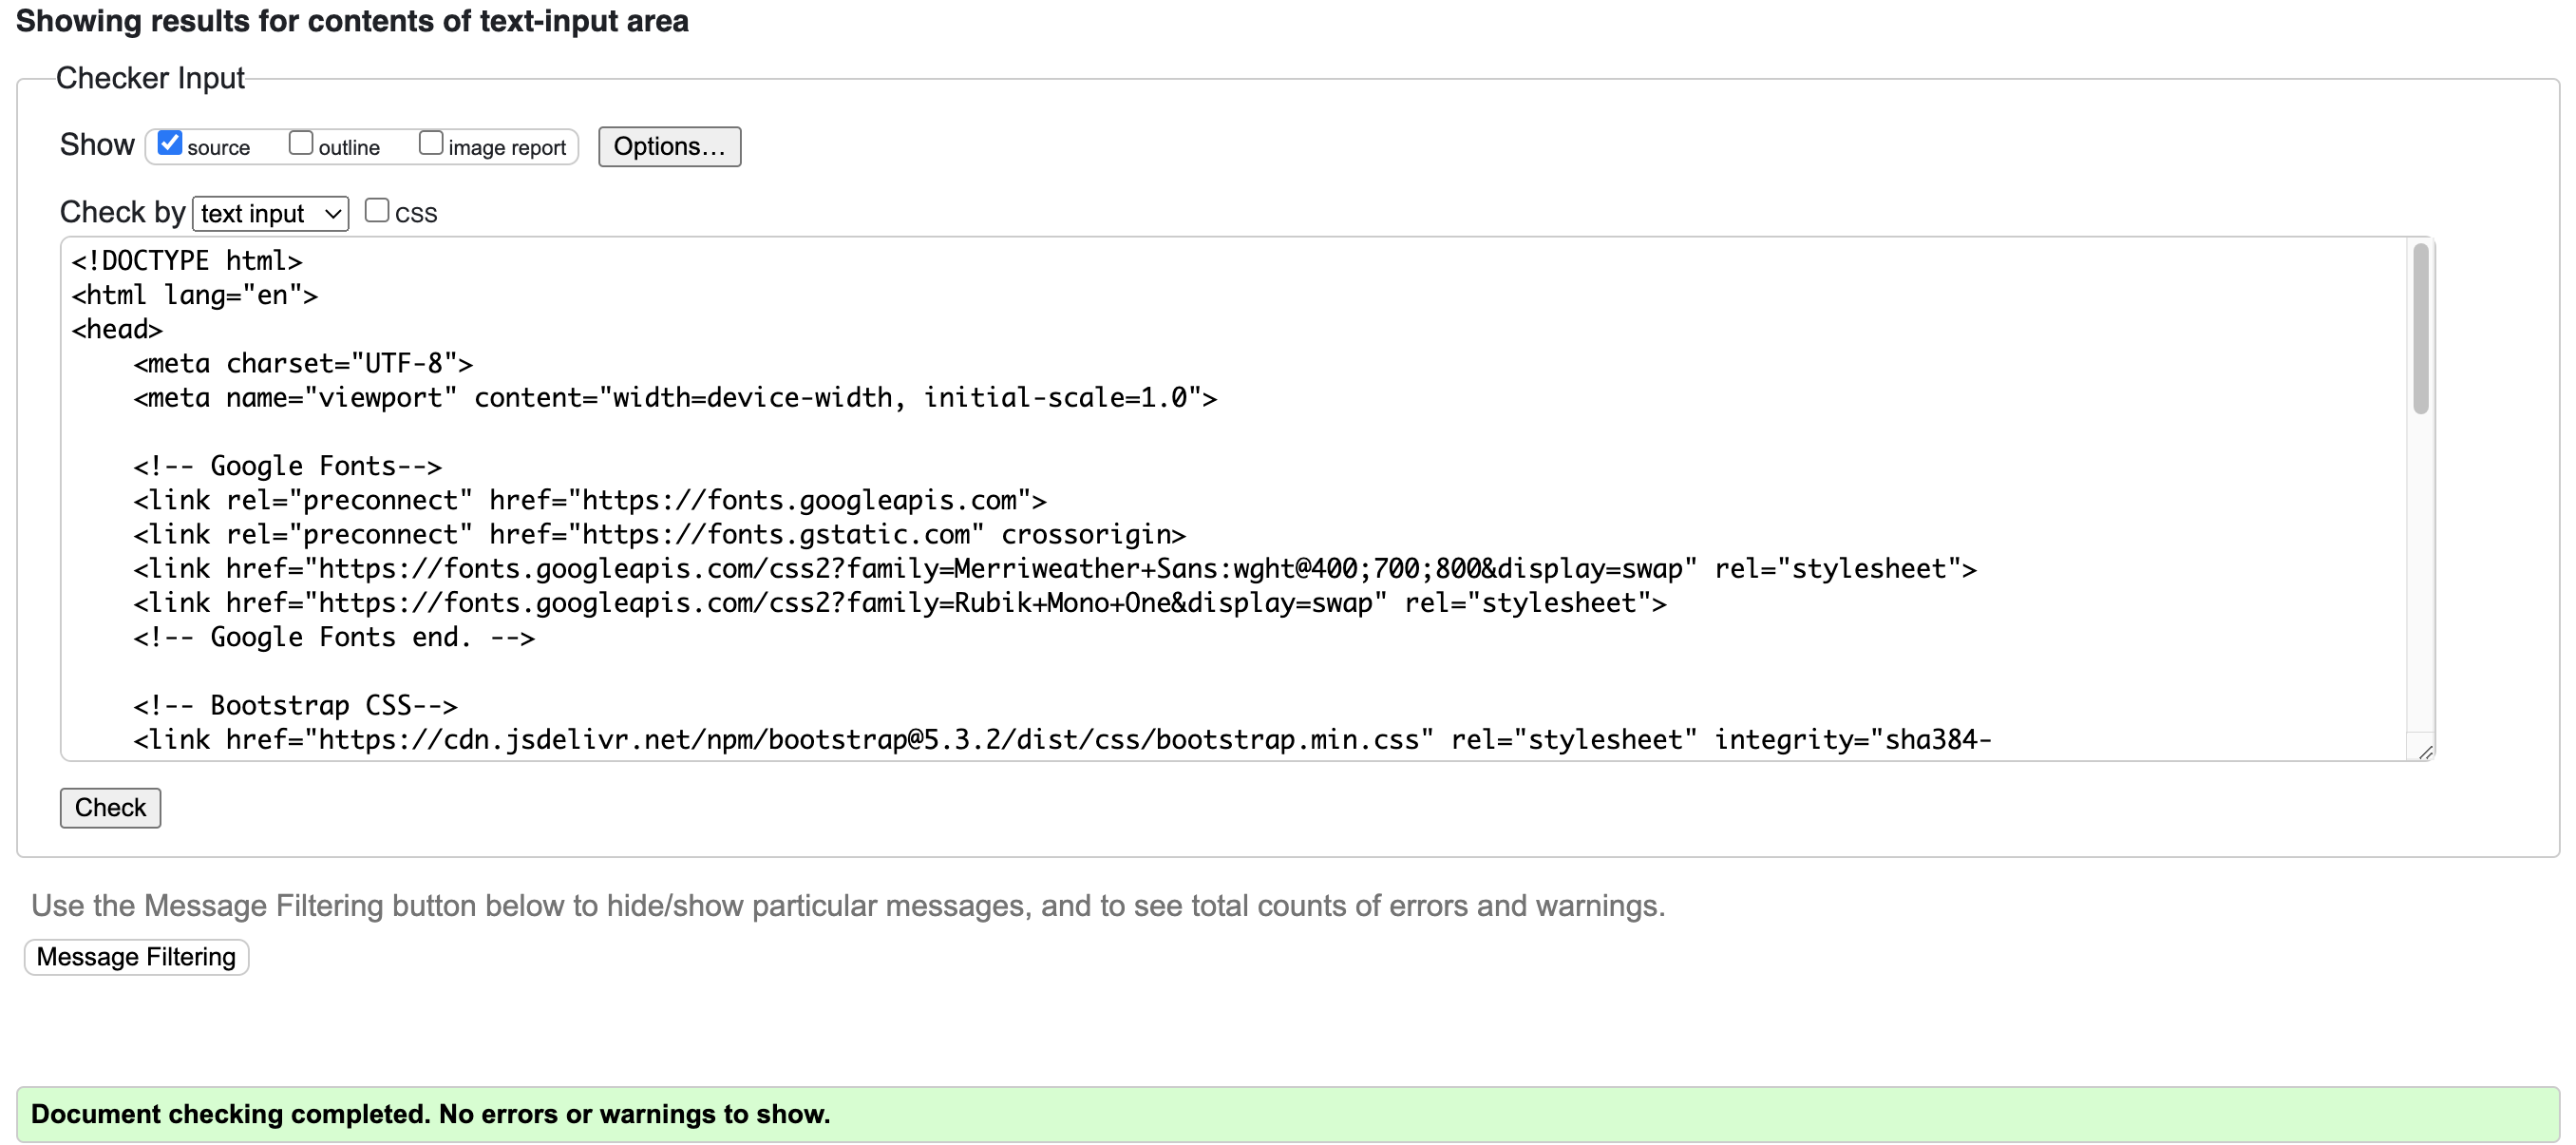 Showing results for contents of text-input area
Checker Input
Show source outline image report Options...
Check by text input CSS
<!DOCTYPE html>
<html lang="en">
<head>
    <meta charset="UTF-8">
    <meta name="viewport" content="width=device-width, initial-scale=1.0">
    <!-- Google Fonts-->
    <link rel="preconnect" href="https://fonts.googleapis.com">
    <link rel="preconnect" href="https://fonts.gstatic.com" crossorigin>
    <link href="https://fonts.googleapis.com/css2?family=Merriweather+Sans:wght@400;700;800&display=swap" rel="stylesheet">
    <link href="https://fonts.googleapis.com/css2?family=Rubik+Mono+One&display=swap" rel="stylesheet">
    <!-- Google Fonts end. -->
    <!-- Bootstrap CSS-->
    <link href="https://cdn.jsdelivr.net/npm/bootstrap@5.3.2/dist/css/bootstrap.min.css" rel="stylesheet" integrity="sha384-
Check
Use the Message Filtering button below to hide/show particular messages, and to see total counts of errors and warnings.
Message Filtering
Document checking completed. No errors or warnings to show.